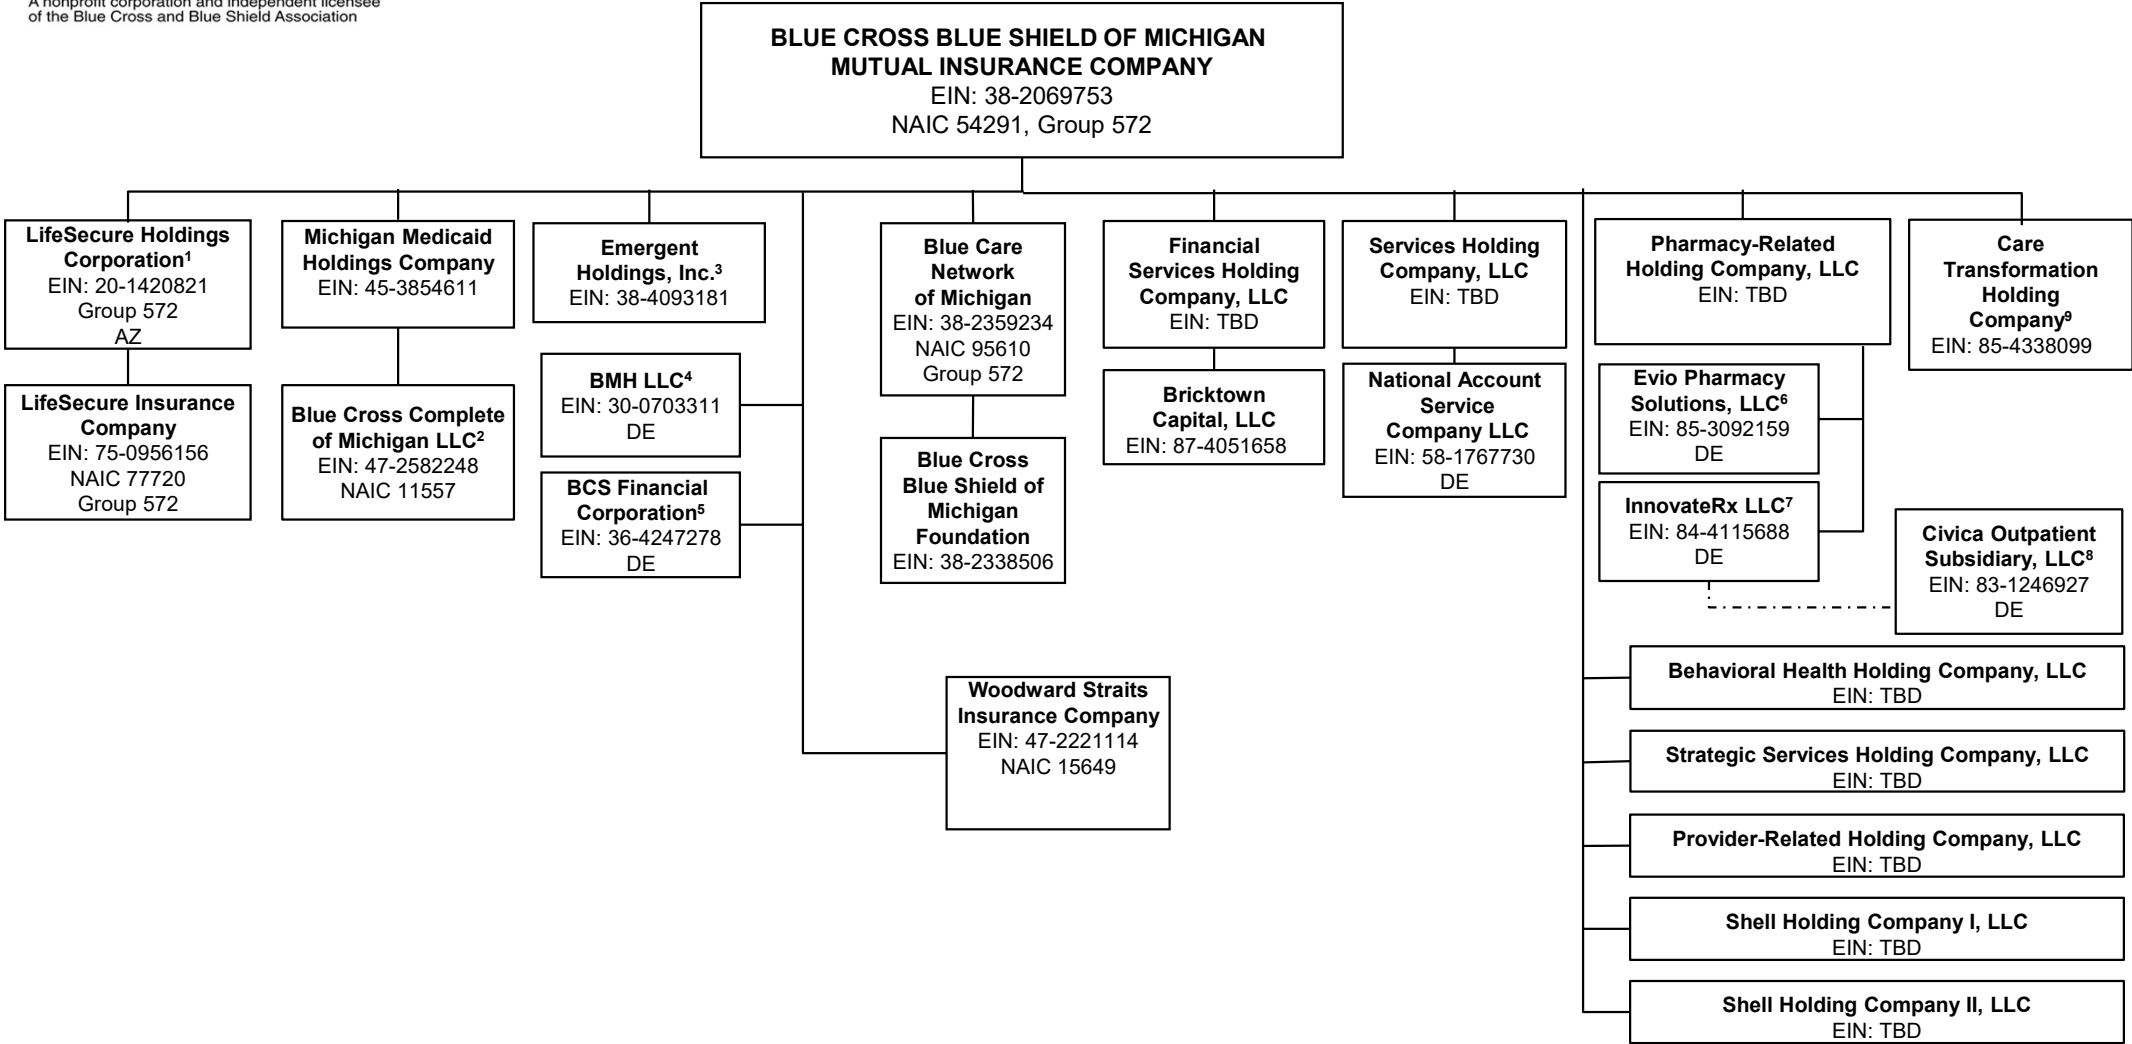 A nonprofit corporation and independent licensee
of the Blue Cross and Blue Shield Association
BLUE CROSS BLUE SHIELD OF MICHIGAN
MUTUAL INSURANCE COMPANY
EIN: 38-2069753
NAIC 54291, Group 572
LifeSecure Holdings
Corporation¹
EIN: 20-1420821
Group 572
AZ
LifeSecure Insurance
Company
EIN: 75-0956156
NAIC 77720
Group 572
Michigan Medicaid
Holdings Company
EIN: 45-3854611
Blue Cross Complete
of Michigan LLC²
EIN: 47-2582248
NAIC 11557
Emergent
Holdings, Inc.³
EIN: 38-4093181
BMH LLC⁴
EIN: 30-0703311
DE
BCS Financial
Corporation⁵
EIN: 36-4247278
DE
Blue Care
Network
of Michigan
EIN: 38-2359234
NAIC 95610
Group 572
Blue Cross
Blue Shield of
Michigan
Foundation
EIN: 38-2338506
Woodward Straits
Insurance Company
EIN: 47-2221114
NAIC 15649
Financial
Services Holding
Company, LLC
EIN: TBD
Bricktown
Capital, LLC
EIN: 87-4051658
Services Holding
Company, LLC
EIN: TBD
National Account
Service
Company LLC
EIN: 58-1767730
DE
Pharmacy-Related
Holding Company, LLC
EIN: TBD
Evio Pharmacy
Solutions, LLC⁶
EIN: 85-3092159
DE
InnovateRx LLC⁷
EIN: 84-4115688
DE
Care
Transformation
Holding
Company⁹
EIN: 85-4338099
Civica Outpatient
Subsidiary, LLC⁸
EIN: 83-1246927
DE
Behavioral Health Holding Company, LLC
EIN: TBD
Strategic Services Holding Company, LLC
EIN: TBD
Provider-Related Holding Company, LLC
EIN: TBD
Shell Holding Company I, LLC
EIN: TBD
Shell Holding Company II, LLC
EIN: TBD